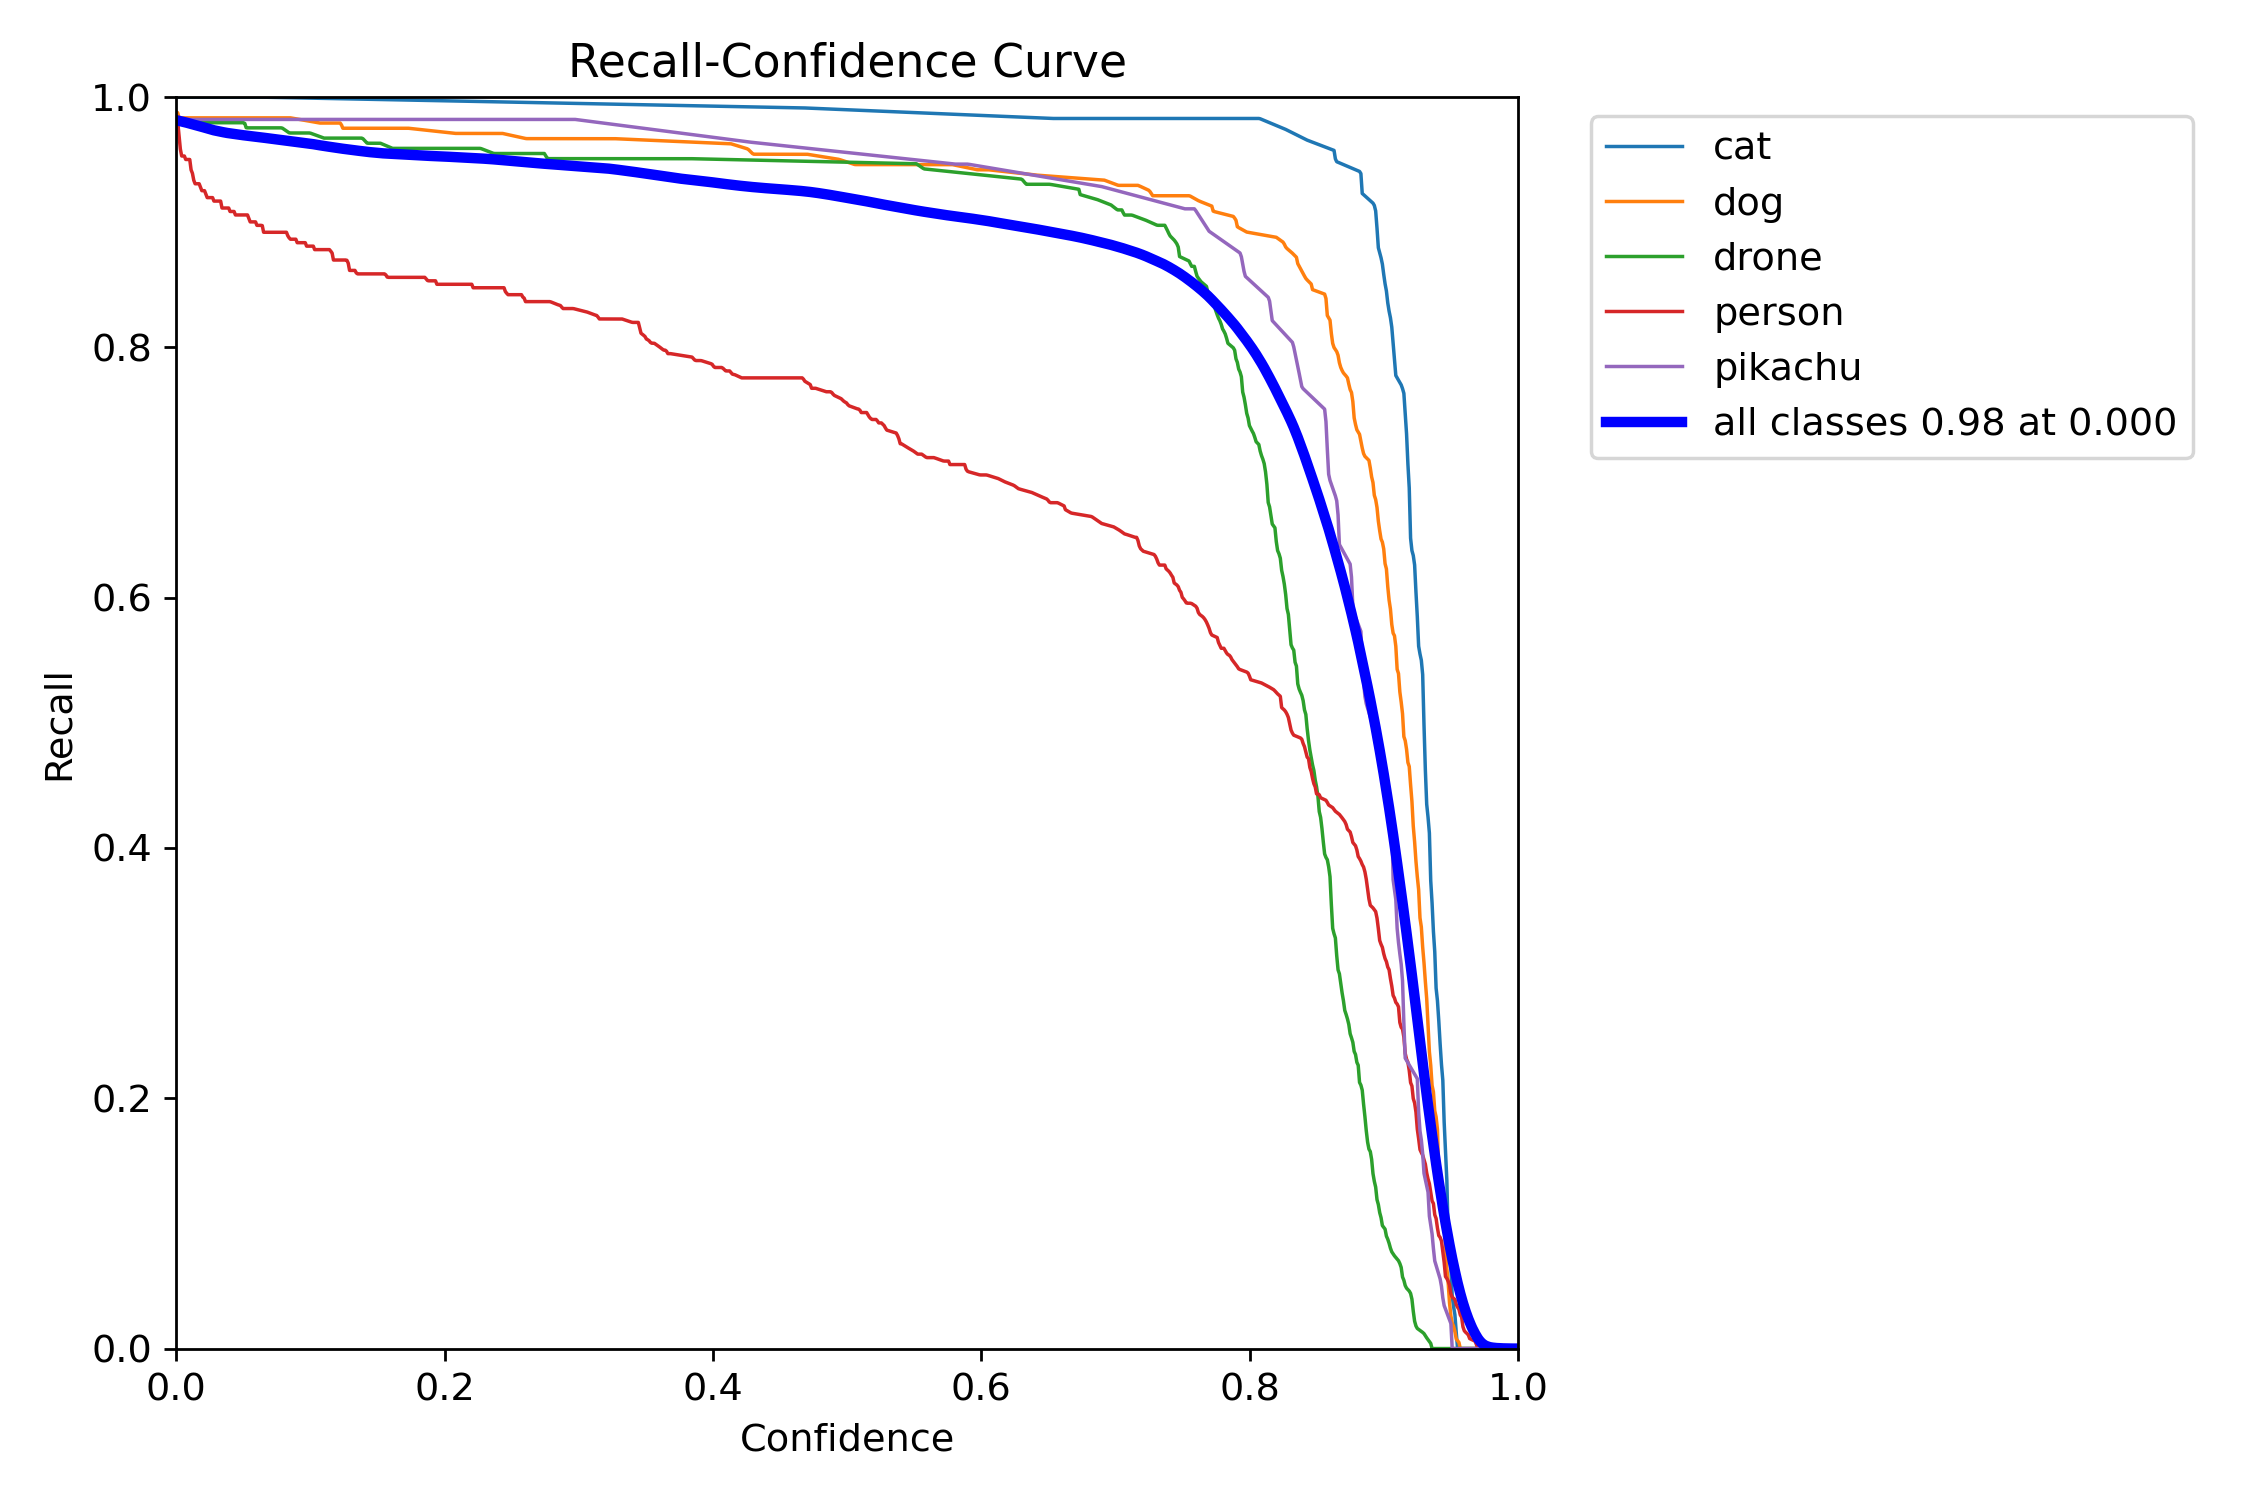 Recall-Confidence Curve
1.0
0.8
0.6
0.4
0.2
0.0
Recall
0.0 0.2 0.4 0.6 0.8 1.0
Confidence
cat
dog
drone
person
pikachu
all classes 0.98 at 0.000